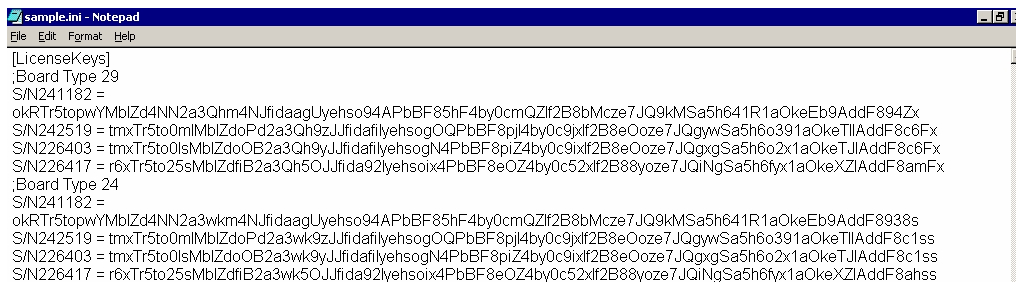 sample.ini - Notepad
File Edit Format Help
[LicenseKeys]
;Board Type 29
S/N241182 =
okRTr5topwYMblZd4NN2a3Qhm4NJfidaagUyehso94APbBF85hF4by0cmQZlf2B8bMcze7JQ9kMSa5h641R1aOkeEb9AddF894Zx
S/N242519 = tmxTr5to0mlMblZdoPd2a3Qh9zJJfidafilyehsogOQPbBF8pjl4by0c9jxlf2B8eOoze7JQgywSa5h6o391aOkeTllAddF8c6Fx
S/N226403 = tmxTr5to0lsMblZdoOB2a3Qh9yJJfidafilyehsogN4PbBF8piZ4by0c9ixlf2B8eOoze7JQgxgSa5h6o2x1aOkeTJlAddF8c6Fx
S/N226417 = r6xTr5to25sMblZdfiB2a3Qh5OJJfida92lyehsoix4PbBF8eOZ4by0c52xlf2B88yoze7JQiNgSa5h6fyx1aOkeXZlAddF8amFx
;Board Type 24
S/N241182 =
okRTr5topwYMblZd4NN2a3wkm4NJfidaagUyehso94APbBF85hF4by0cmQZlf2B8bMcze7JQ9kMSa5h641R1aOkeEb9AddF8938s
S/N242519 = tmxTr5to0mlMblZdoPd2a3wk9zJJfidafilyehsogOQPbBF8pjl4by0c9jxlf2B8eOoze7JQgywSa5h6o391aOkeTllAddF8c1ss
S/N226403 = tmxTr5to0lsMblZdoOB2a3wk9yJJfidafilyehsogN4PbBF8piZ4by0c9ixlf2B8eOoze7JQgxgSa5h6o2x1aOkeTJlAddF8c1ss
S/N226417 = r6xTr5to25sMblZdfiB2a3wk5OJJfida92lyehsoix4PbBF8eOZ4by0c52xlf2B88yoze7JQiNgSa5h6fyx1aOkeXZlAddF8ahss